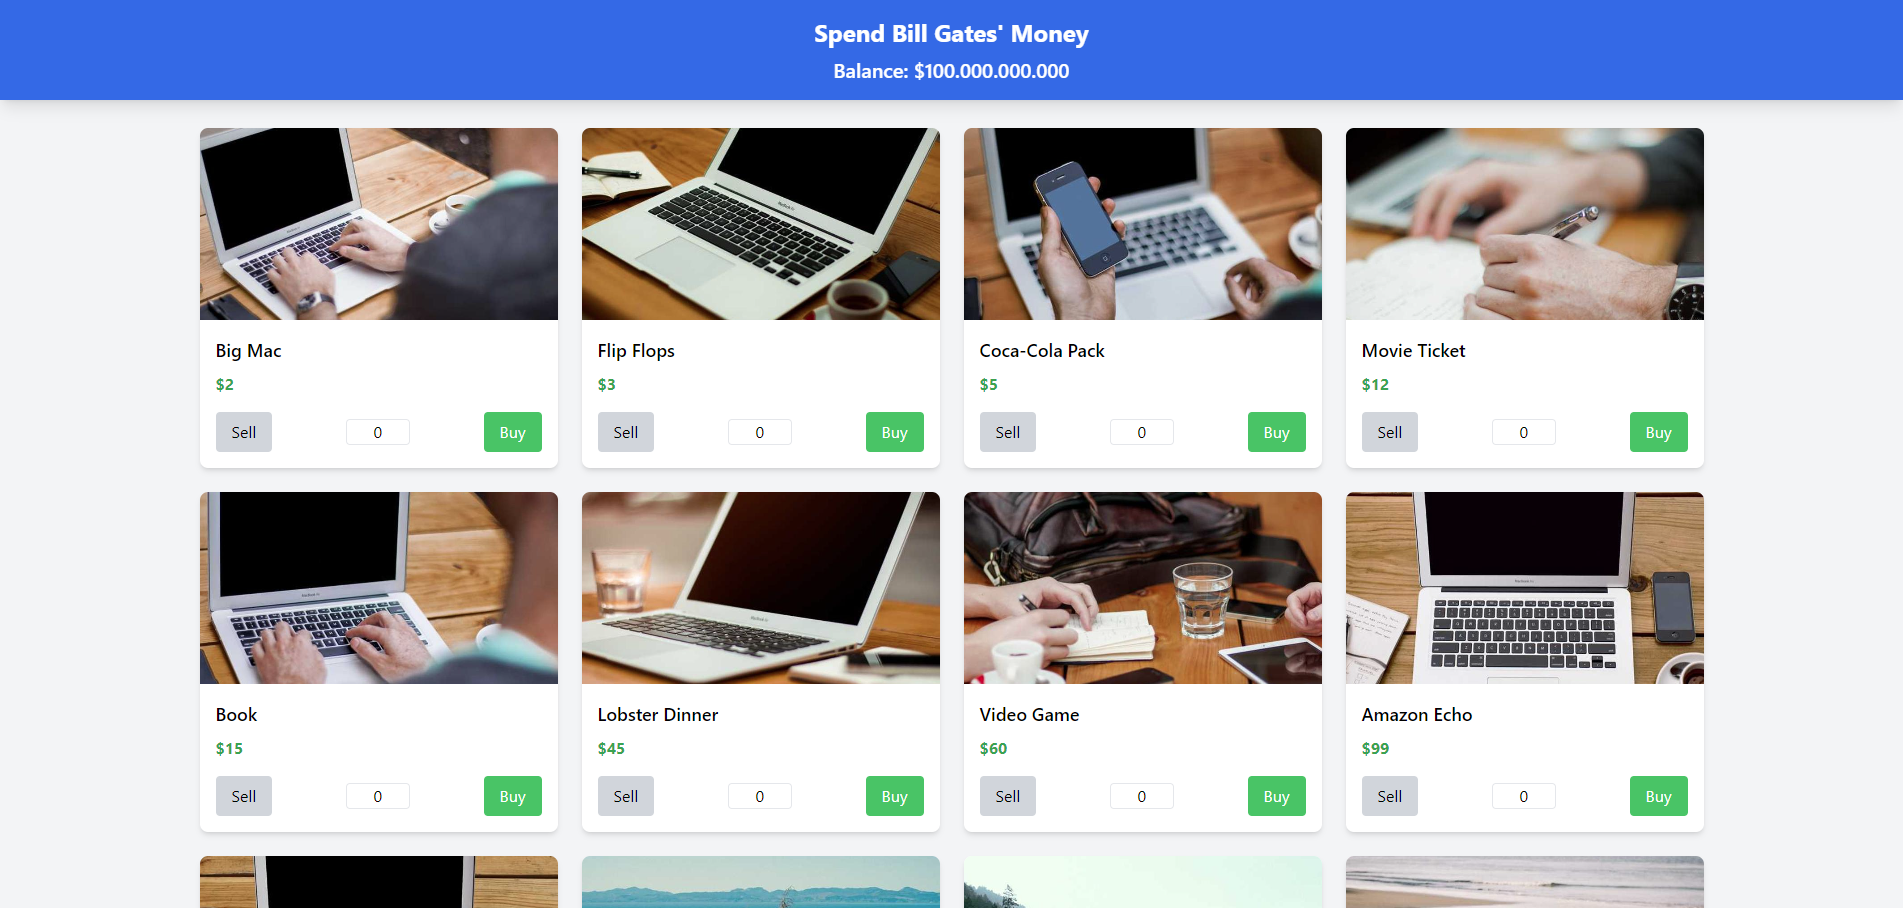 Spend Bill Gates' Money
Balance: $100.000.000.000
Big Mac
$2
Sell 0 Buy
Flip Flops
$3
Sell 0 Buy
Coca-Cola Pack
$5
Sell 0 Buy
Movie Ticket
$12
Sell 0 Buy
Book
$15
Sell 0 Buy
Lobster Dinner
$45
Sell 0 Buy
Video Game
$60
Sell 0 Buy
Amazon Echo
$99
Sell 0 Buy